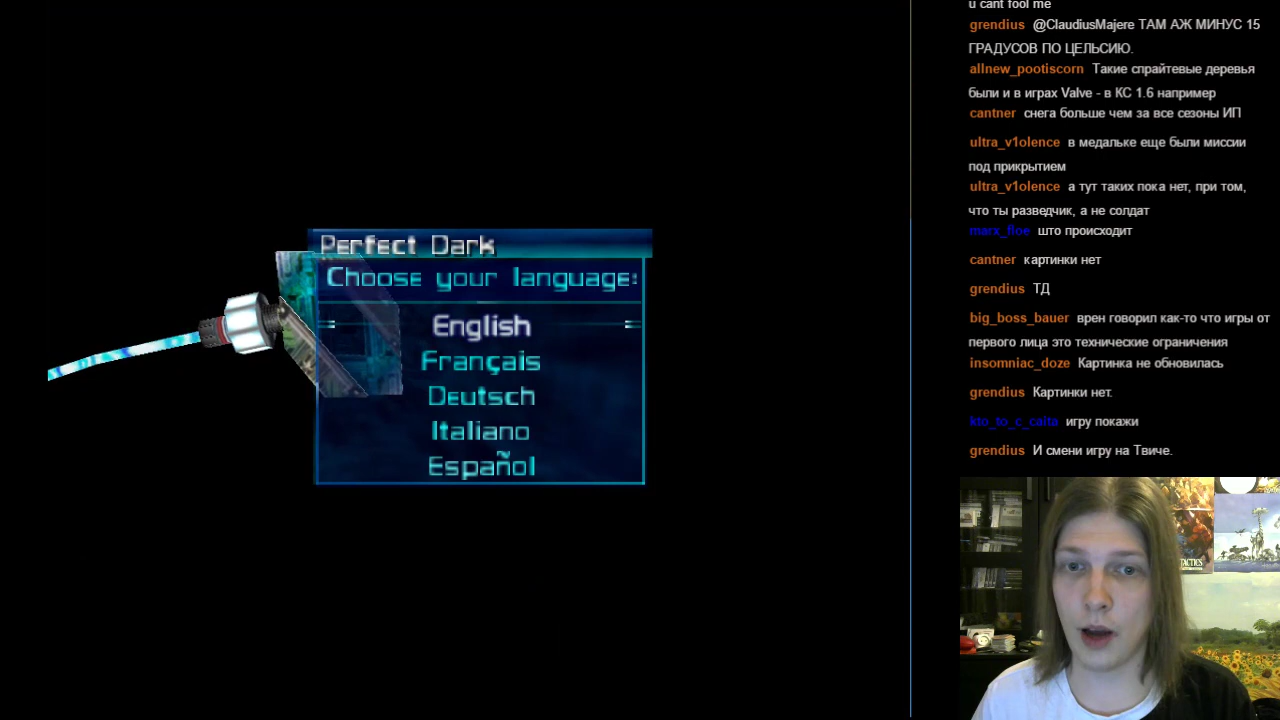 Perfect Dark
Choose your language:
English
Français
Deutsch
Italiano
Español
u cant fool me
grendius @ClaudiusMajere ТАМ АЖ МИНУС 15
ГРАДУСОВ ПО ЦЕЛЬСИЮ.
allnew_pootiscorn Такие спрайтевые деревья
были и в играх Valve - в КС 1.6 например
cantner снега больше чем за все сезоны ИП
ultra_v1olence в медальке еще были миссии
под прикрытием
ultra_v1olence а тут таких пока нет, при том,
что ты разведчик, а не солдат
marx_floe што происходит
cantner картинки нет
grendius ТД
big_boss_bauer врен говорил как-то что игры от
первого лица это технические ограничения
insomniac_doze Картинка не обновилась
grendius Картинки нет.
kto_to_c_caita игру покажи
grendius И смени игру на Твиче.
TACTICS